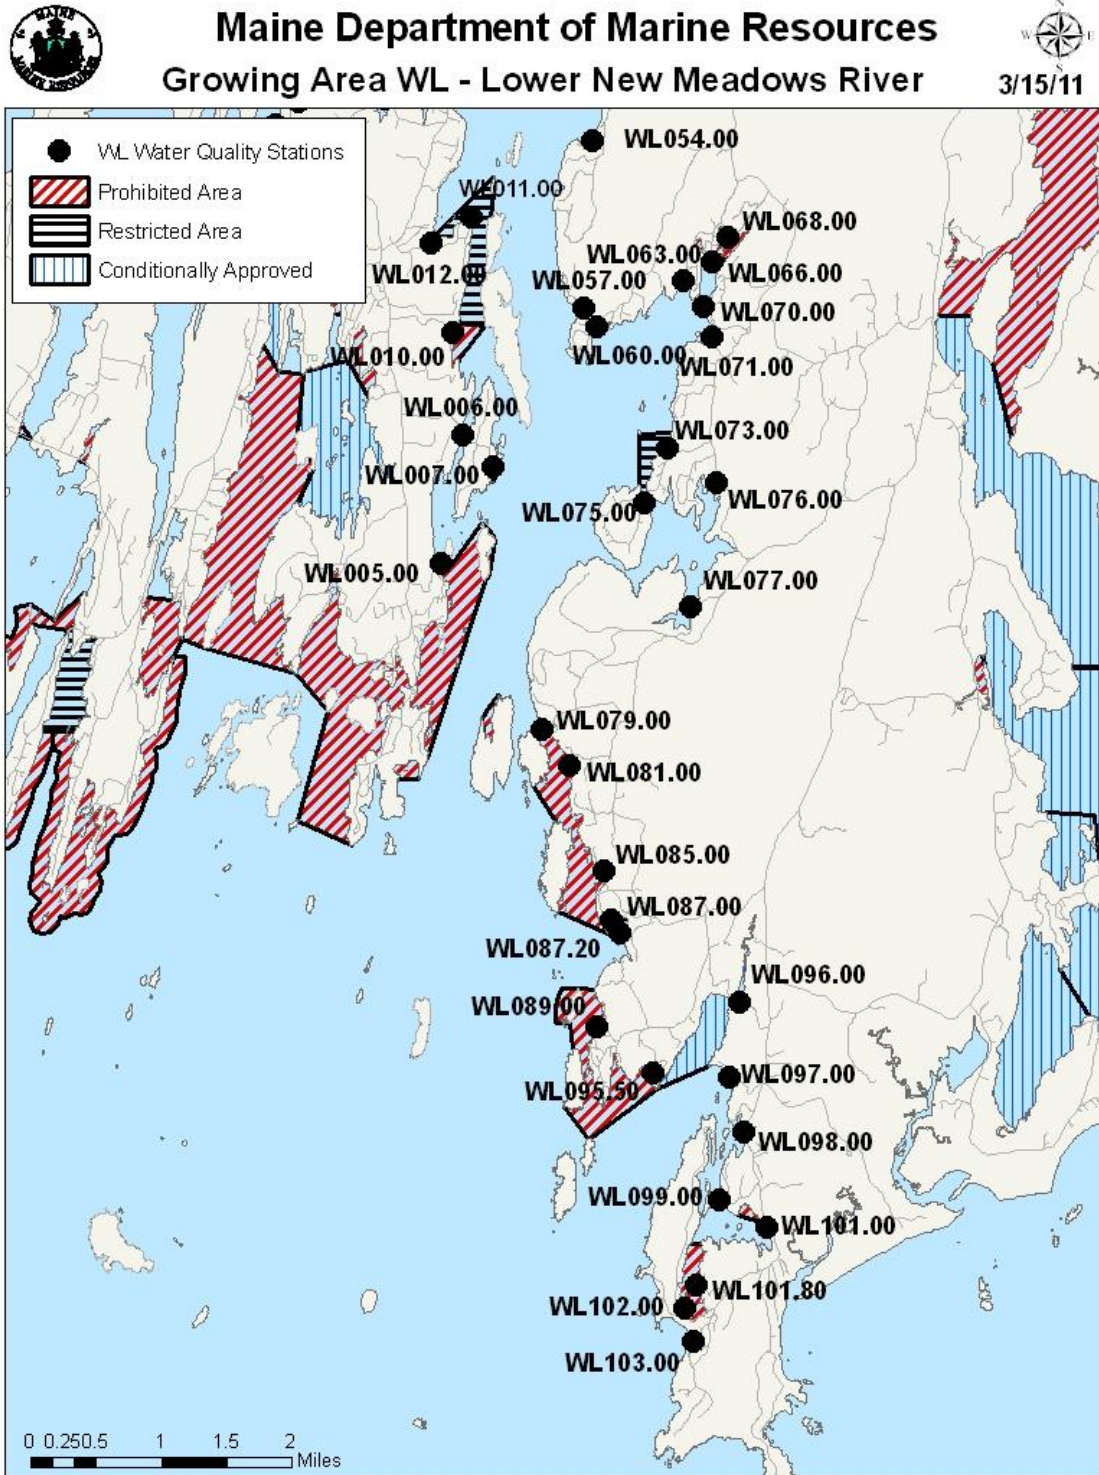 MAINE
MARINE RESOURCES
Maine Department of Marine Resources
Growing Area WL - Lower New Meadows River
N
W E
S
3/15/11
WL Water Quality Stations
Prohibited Area
Restricted Area
Conditionally Approved
WL054.00
WL011.00
WL068.00
WL012.00
WL063.00
WL066.00
WL057.00
WL070.00
WL010.00
WL060.00
WL071.00
WL006.00
WL073.00
WL007.00
WL076.00
WL075.00
WL005.00
WL077.00
WL079.00
WL081.00
WL085.00
WL087.00
WL087.20
WL096.00
WL089.00
WL097.00
WL095.50
WL098.00
WL099.00
WL101.00
WL101.80
WL102.00
WL103.00
0 0.250.5 1 1.5 2
Miles